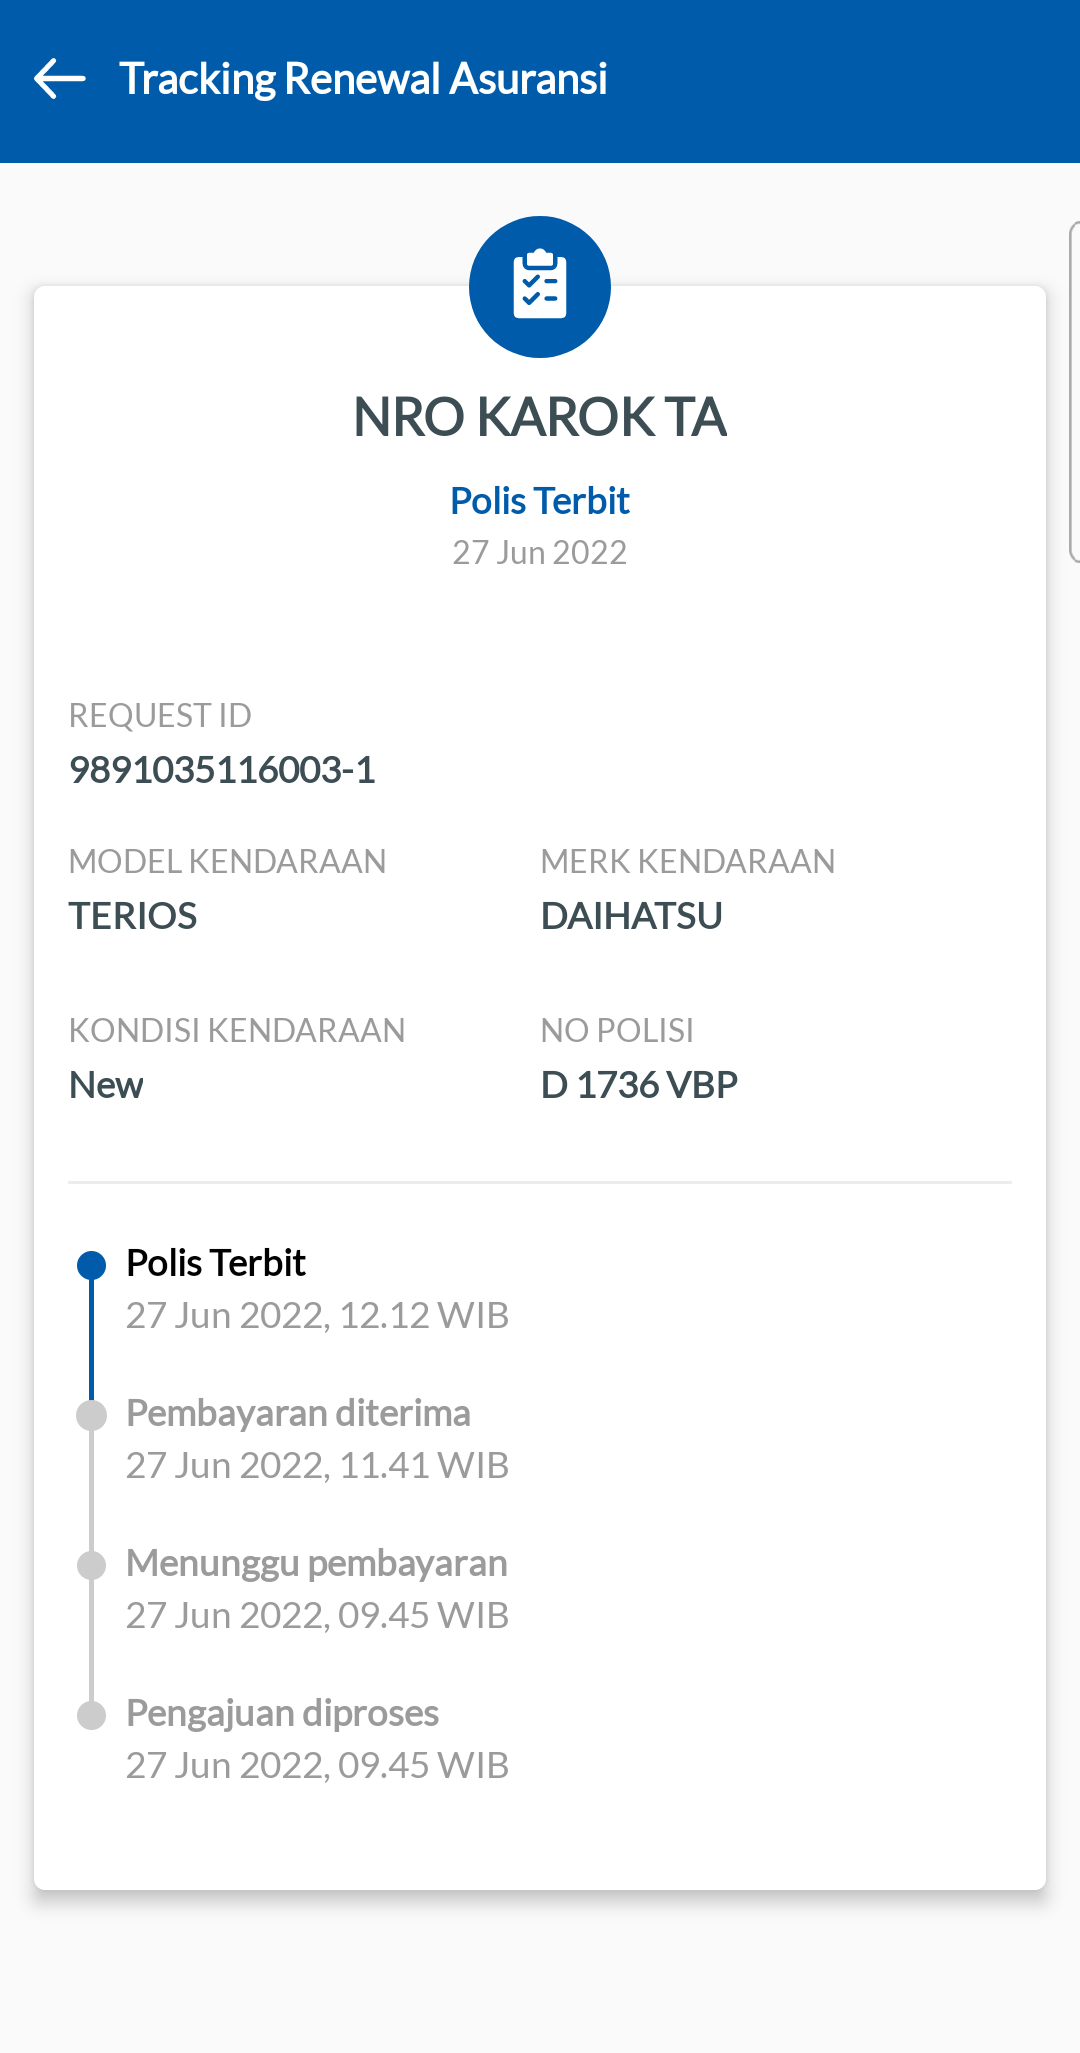 Tracking Renewal Asuransi
NRO KAROK TA
Polis Terbit
27 Jun 2022
REQUEST ID
9891035116003-1
MODEL KENDARAAN
MERK KENDARAAN
TERIOS
DAIHATSU
KONDISI KENDARAAN
NO POLISI
New
D 1736 VBP
Polis Terbit
27 Jun 2022, 12.12 WIB
Pembayaran diterima
27 Jun 2022, 11.41 WIB
Menunggu pembayaran
27 Jun 2022, 09.45 WIB
Pengajuan diproses
27 Jun 2022, 09.45 WIB